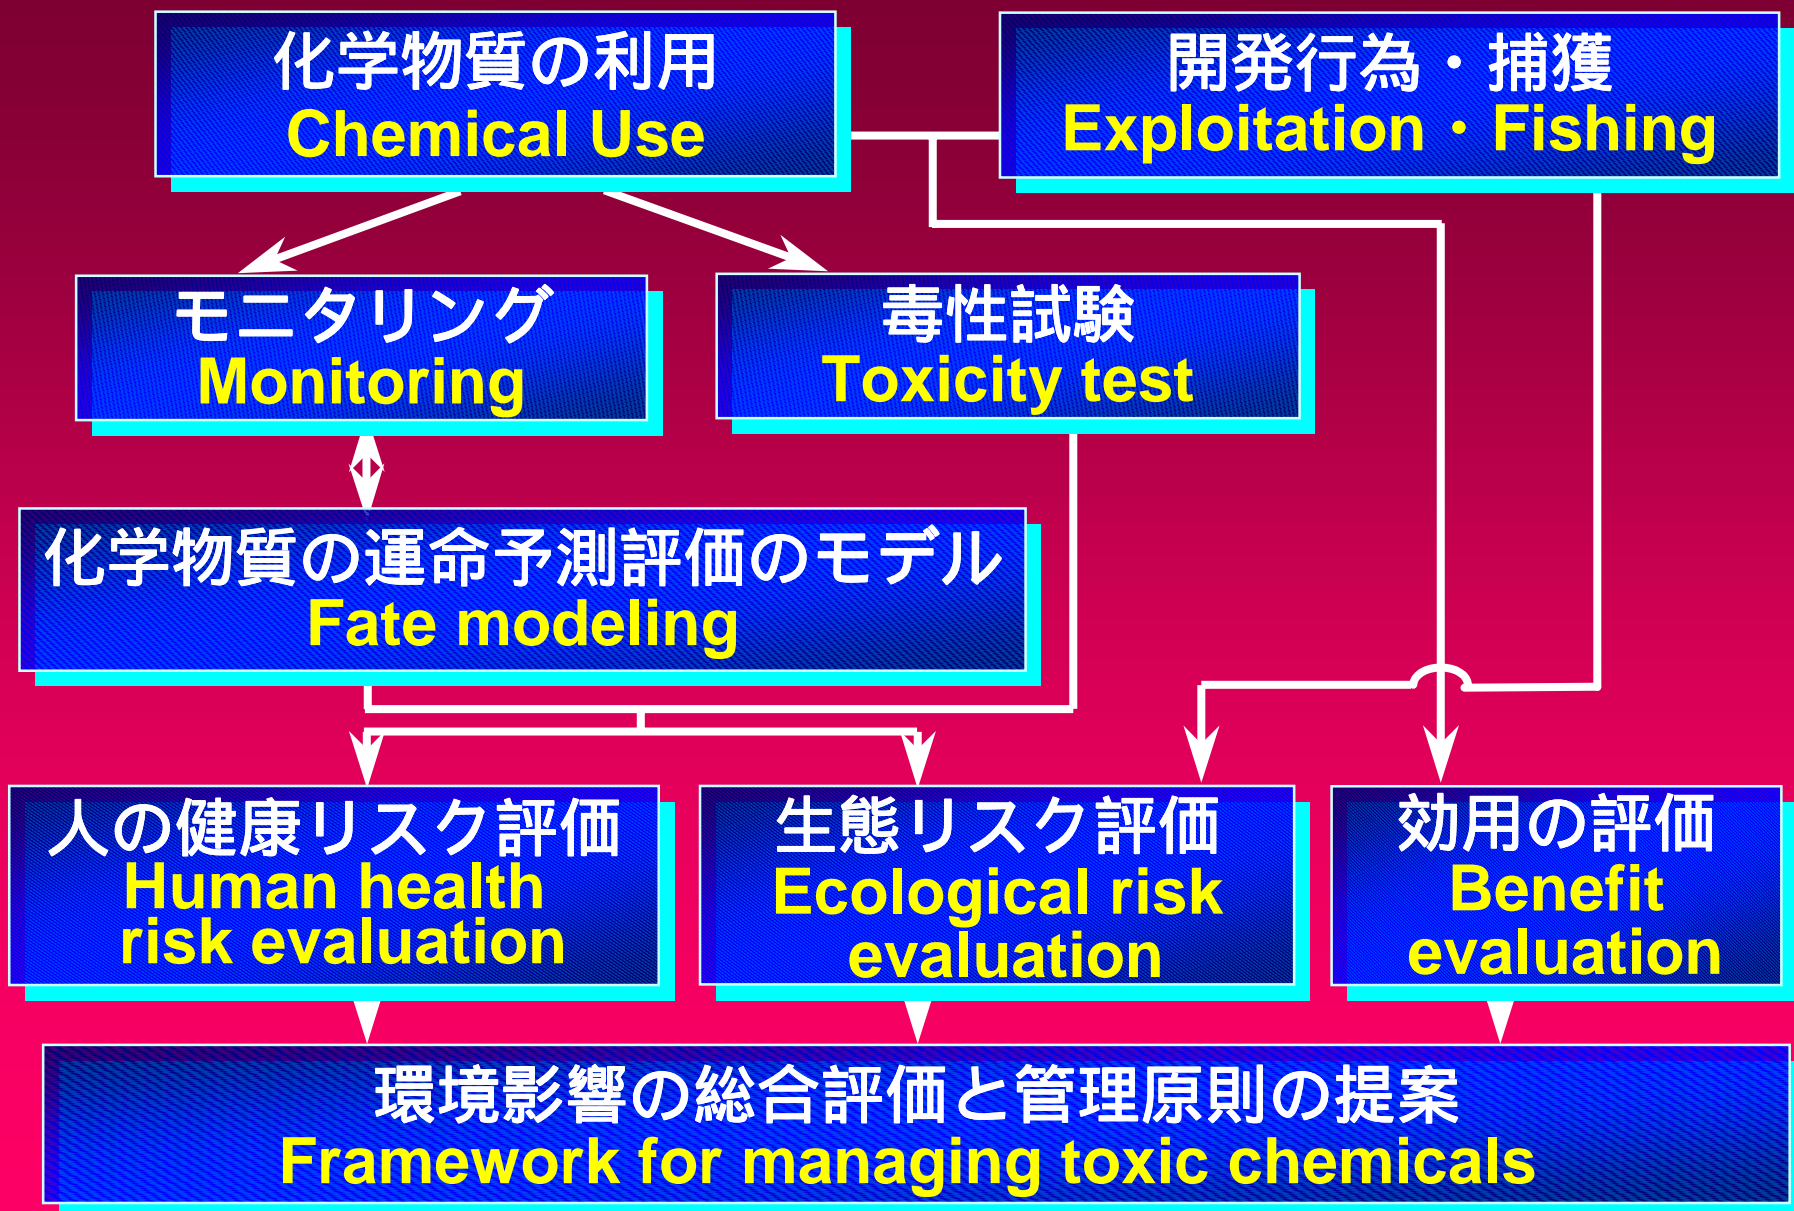 化学物質の利用
Chemical Use
開発行為・捕獲
Exploitation・Fishing
モニタリング
Monitoring
毒性試験
Toxicity test
化学物質の運命予測評価のモデル
Fate modeling
人の健康リスク評価
Human health
risk evaluation
生態リスク評価
Ecological risk
evaluation
効用の評価
Benefit
evaluation
環境影響の総合評価と管理原則の提案
Framework for managing toxic chemicals